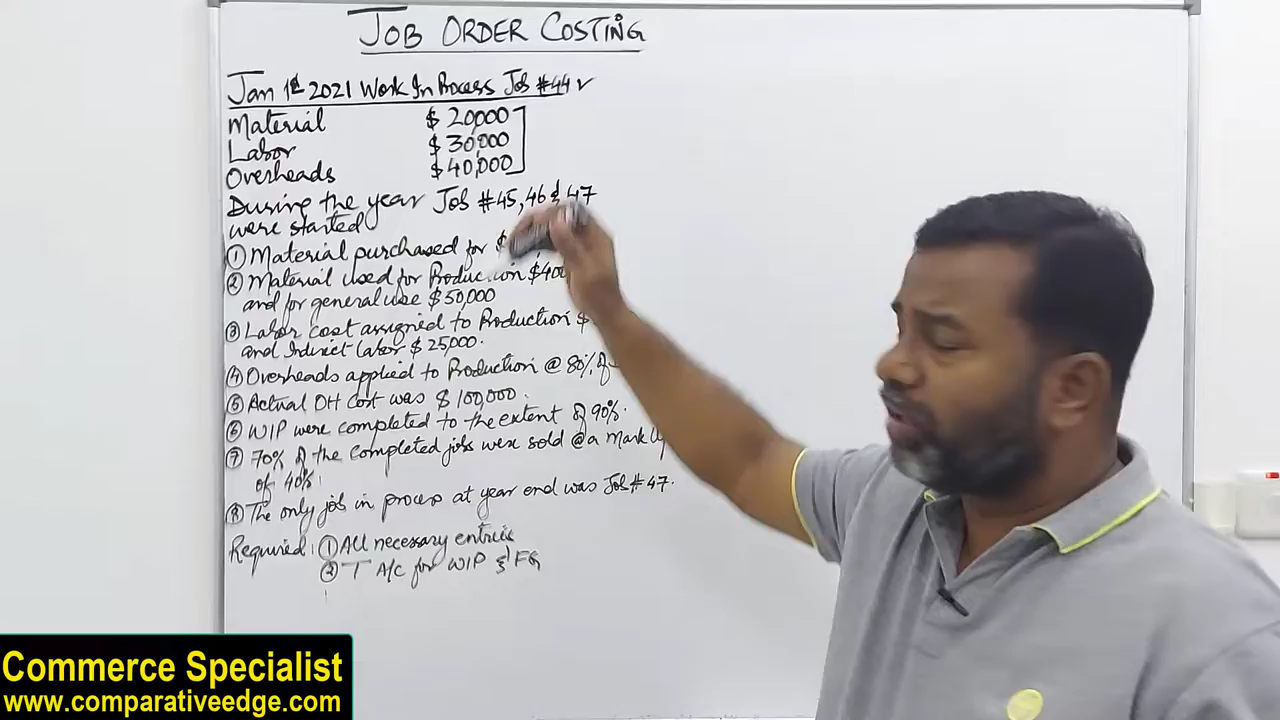 JOB ORDER COSTING
Jan 1st 2021 Work In Process Job #44 ✓
Material $ 20,000
Labor $ 30,000
Overheads $ 40,000
During the year Job #45, 46 & 47
were started
① Material purchased for $
② Material used for Production $400
and for general use $ 50,000
③ Labor cost assigned to Production $
and Indirect labor $ 25,000.
④ Overheads applied to Production @ 80% of
⑤ Actual OH Cost was $ 100,000.
⑥ WIP were completed to the extent of 90%.
⑦ 70% of the completed jobs were sold @ a Mark Up
of 40%.
⑧ The only job in process at year end was Job # 47.
Required: ① All necessary entries
② T A/c for WIP & FG
Commerce Specialist
www.comparativeedge.com